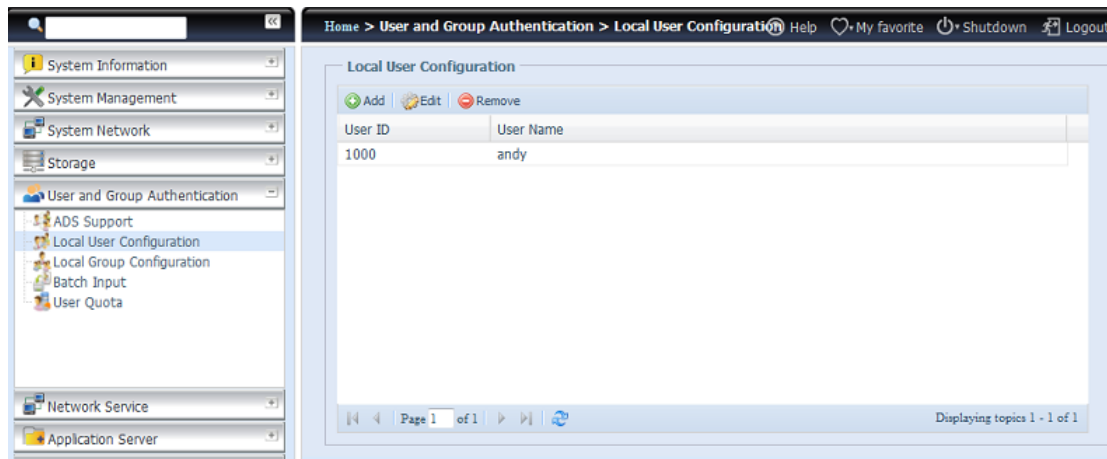 Home > User and Group Authentication > Local User Configuration Help My favorite Shutdown Logout
System Information
System Management
System Network
Storage
User and Group Authentication
ADS Support
Local User Configuration
Local Group Configuration
Batch Input
User Quota
Network Service
Application Server
Local User Configuration
Add Edit Remove
User ID User Name
1000 andy
Page 1 of 1 Displaying topics 1 - 1 of 1